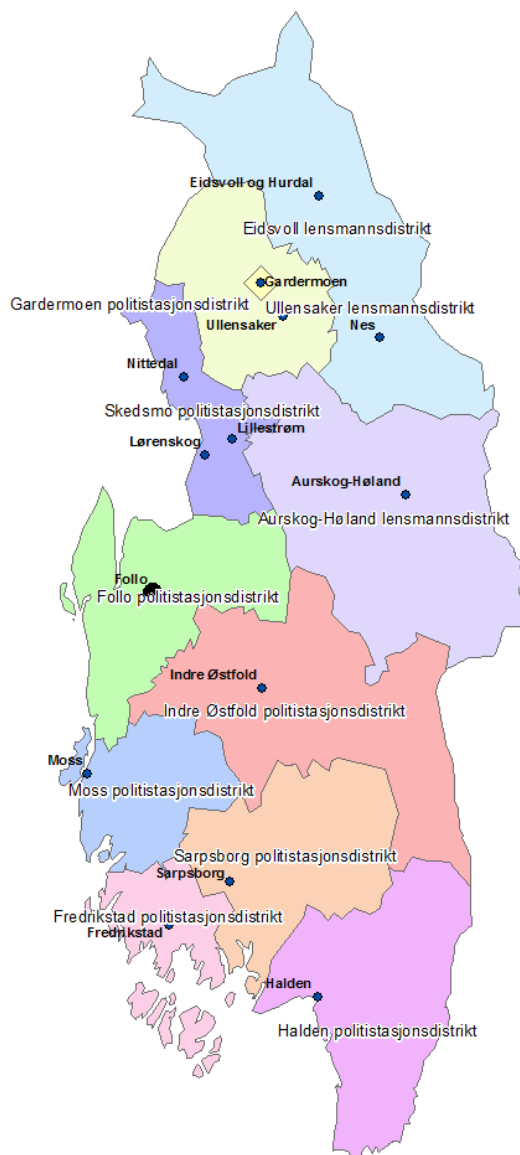 Eidsvoll og Hurdal
Eidsvoll lensmannsdistrikt
Gardermoen
Gardermoen politistasjonsdistrikt
Ullensaker lensmannsdistrikt
Ullensaker
Nes
Nittedal
Skedsmo politistasjonsdistrikt
Lillestrøm
Lørenskog
Aurskog-Høland
Aurskog-Høland lensmannsdistrikt
Follo
Follo politistasjonsdistrikt
Indre Østfold
Indre Østfold politistasjonsdistrikt
Moss
Moss politistasjonsdistrikt
Sarpsborg politistasjonsdistrikt
Sarpsborg
Fredrikstad politistasjonsdistrikt
Fredrikstad
Halden
Halden politistasjonsdistrikt